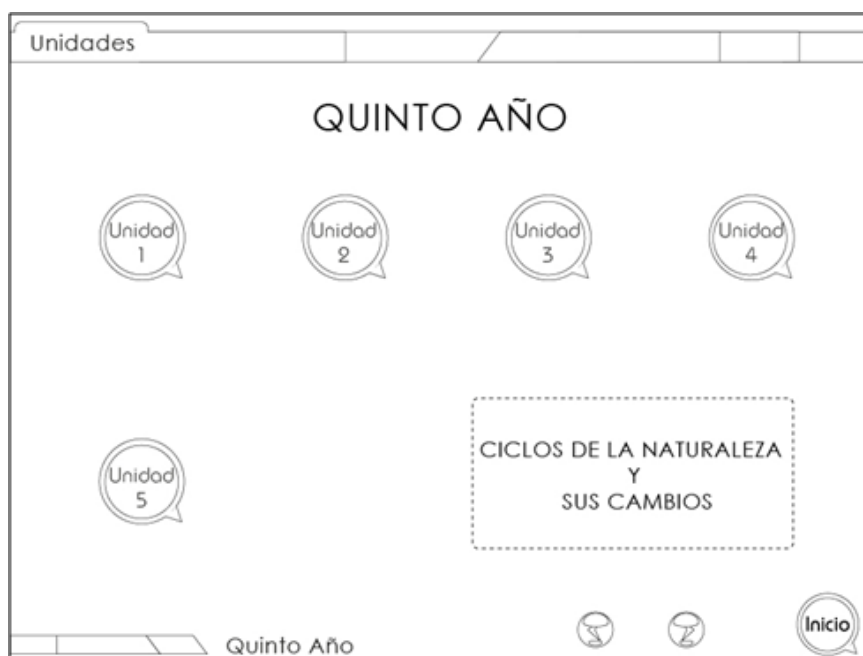 Unidades
QUINTO AÑO
Unidad
1
Unidad
2
Unidad
3
Unidad
4
Unidad
5
CICLOS DE LA NATURALEZA
Y
SUS CAMBIOS
Inicio
Quinto Año